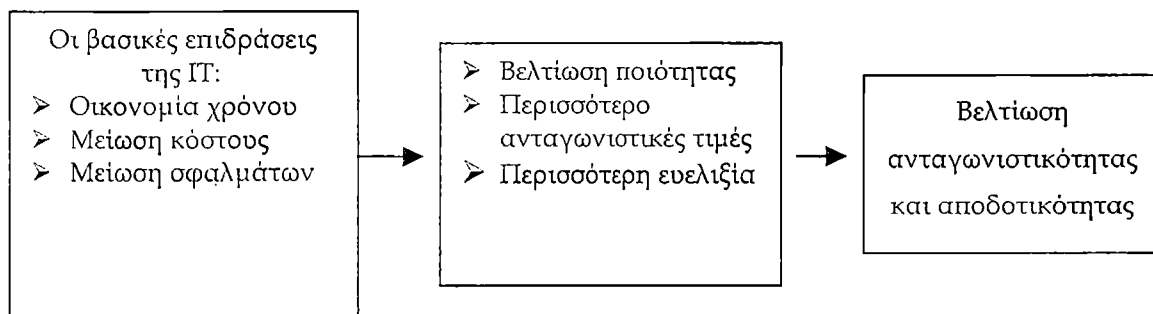 Οι βασικές επιδράσεις
της IT:
➢ Οικονομία χρόνου
➢ Μείωση κόστους
➢ Μείωση σφαλμάτων
➢ Βελτίωση ποιότητας
➢ Περισσότερο
ανταγωνιστικές τιμές
➢ Περισσότερη ευελιξία
Βελτίωση
ανταγωνιστικότητας
και αποδοτικότητας